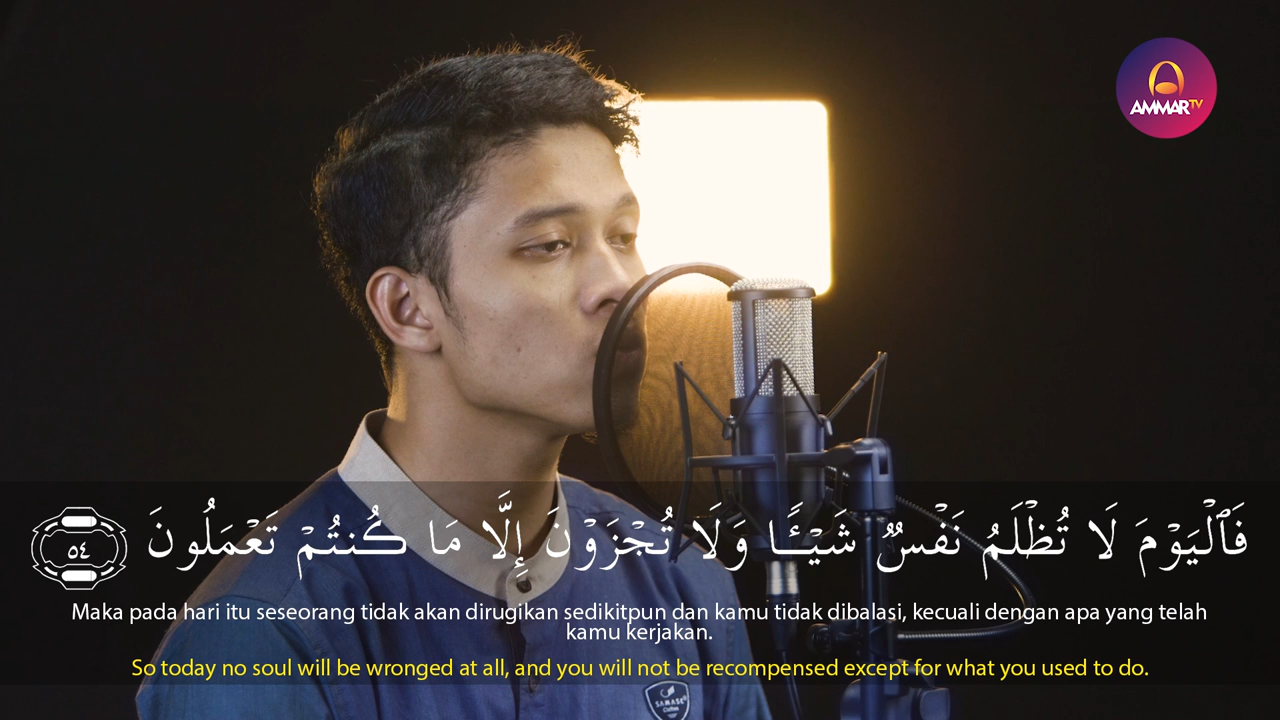 AMMAR TV
فَٱلْيَوْمَ لَا تُظْلَمُ نَفْسٌ شَيْـًٔا وَلَا تُجْزَوْنَ إِلَّا مَا كُنتُمْ تَعْمَلُونَ ٥٤
Maka pada hari itu seseorang tidak akan dirugikan sedikitpun dan kamu tidak dibalasi, kecuali dengan apa yang telah
kamu kerjakan.
So today no soul will be wronged at all, and you will not be recompensed except for what you used to do.
SAMASE
Clothes